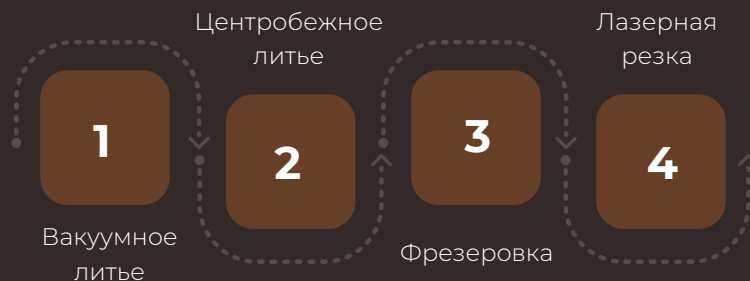 1
Вакуумное
литье
Центробежное
литье
2
3
Фрезеровка
Лазерная
резка
4